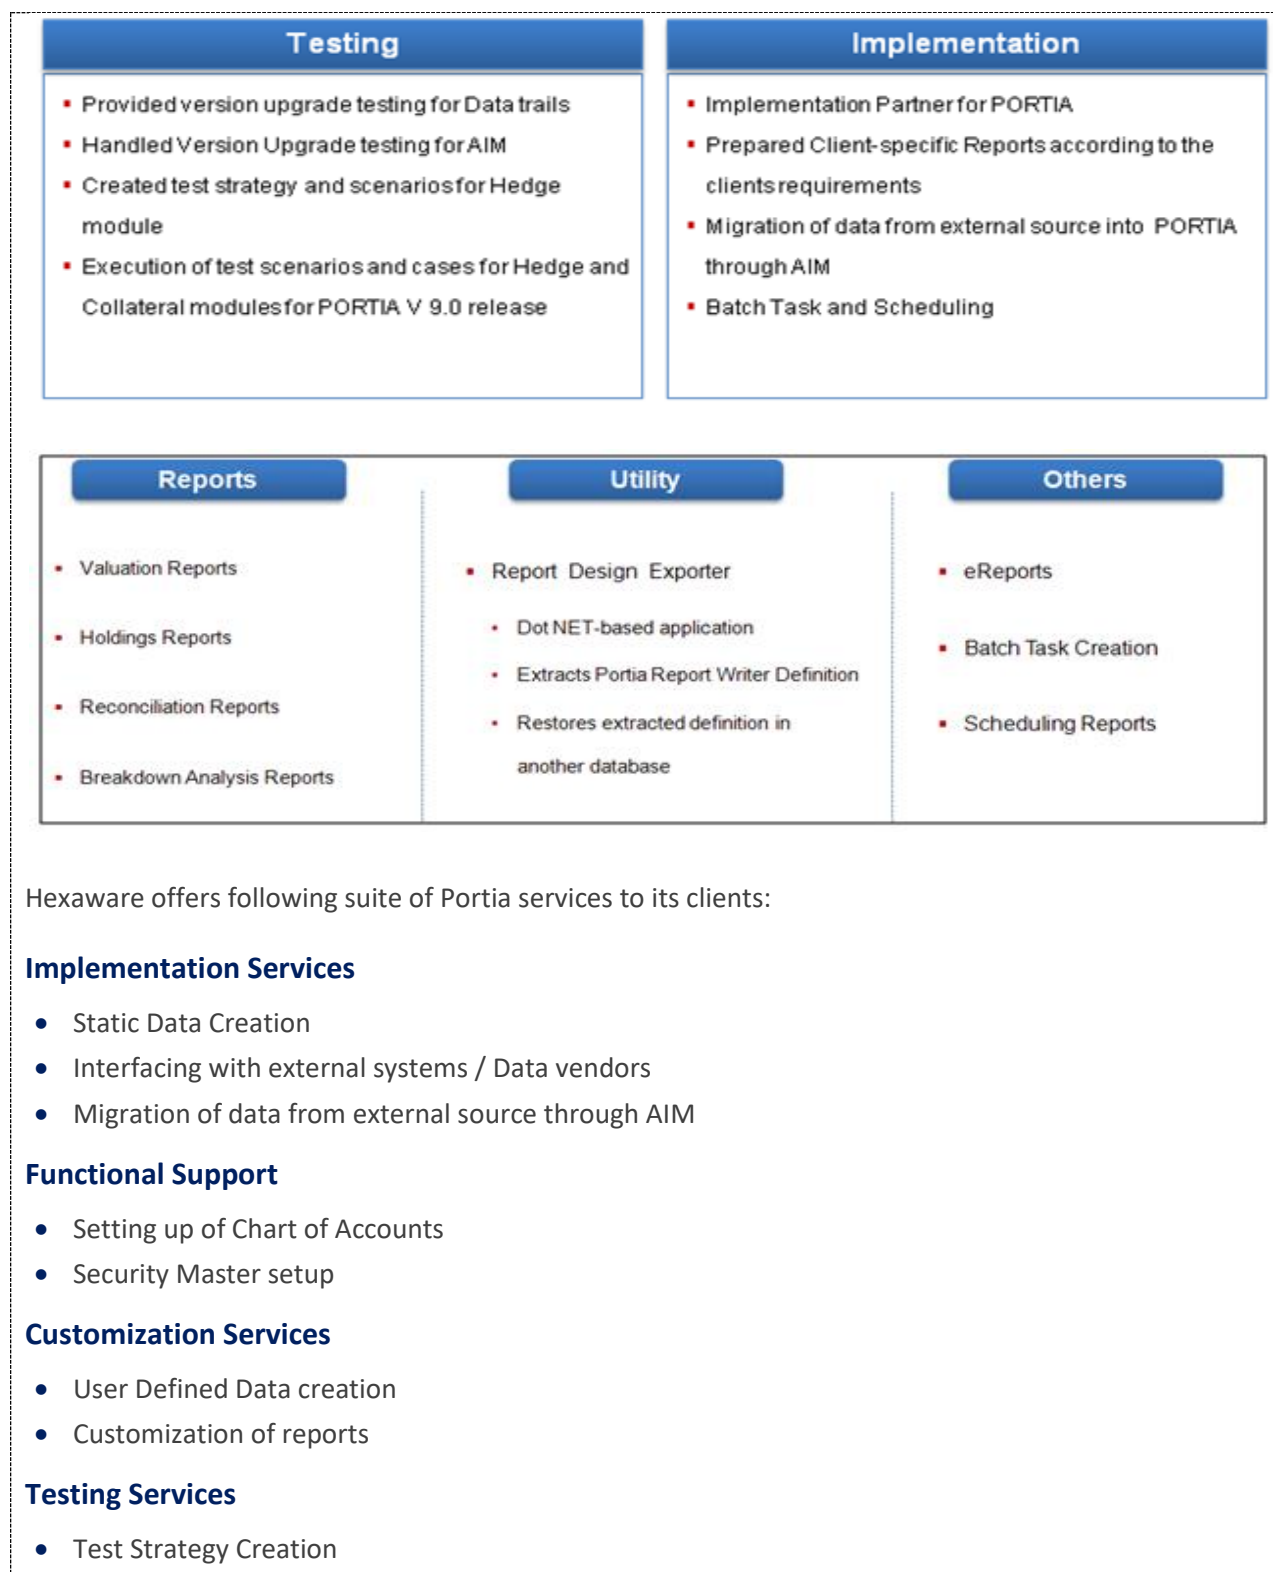 Testing
Provided version upgrade testing for Data trails
Handled Version Upgrade testing for AIM
Created test strategy and scenarios for Hedge
module
Execution of test scenarios and cases for Hedge and
Collateral modules for PORTIA V 9.0 release
Implementation
Implementation Partner for PORTIA
Prepared Client-specific Reports according to the
clients requirements
Migration of data from external source into PORTIA
through AIM
Batch Task and Scheduling
Reports
Valuation Reports
Holdings Reports
Reconciliation Reports
Breakdown Analysis Reports
Utility
Report Design Exporter
Dot NET-based application
Extracts Portia Report Writer Definition
Restores extracted definition in
another database
Others
eReports
Batch Task Creation
Scheduling Reports
Hexaware offers following suite of Portia services to its clients:
Implementation Services
• Static Data Creation
• Interfacing with external systems / Data vendors
• Migration of data from external source through AIM
Functional Support
• Setting up of Chart of Accounts
• Security Master setup
Customization Services
• User Defined Data creation
• Customization of reports
Testing Services
• Test Strategy Creation